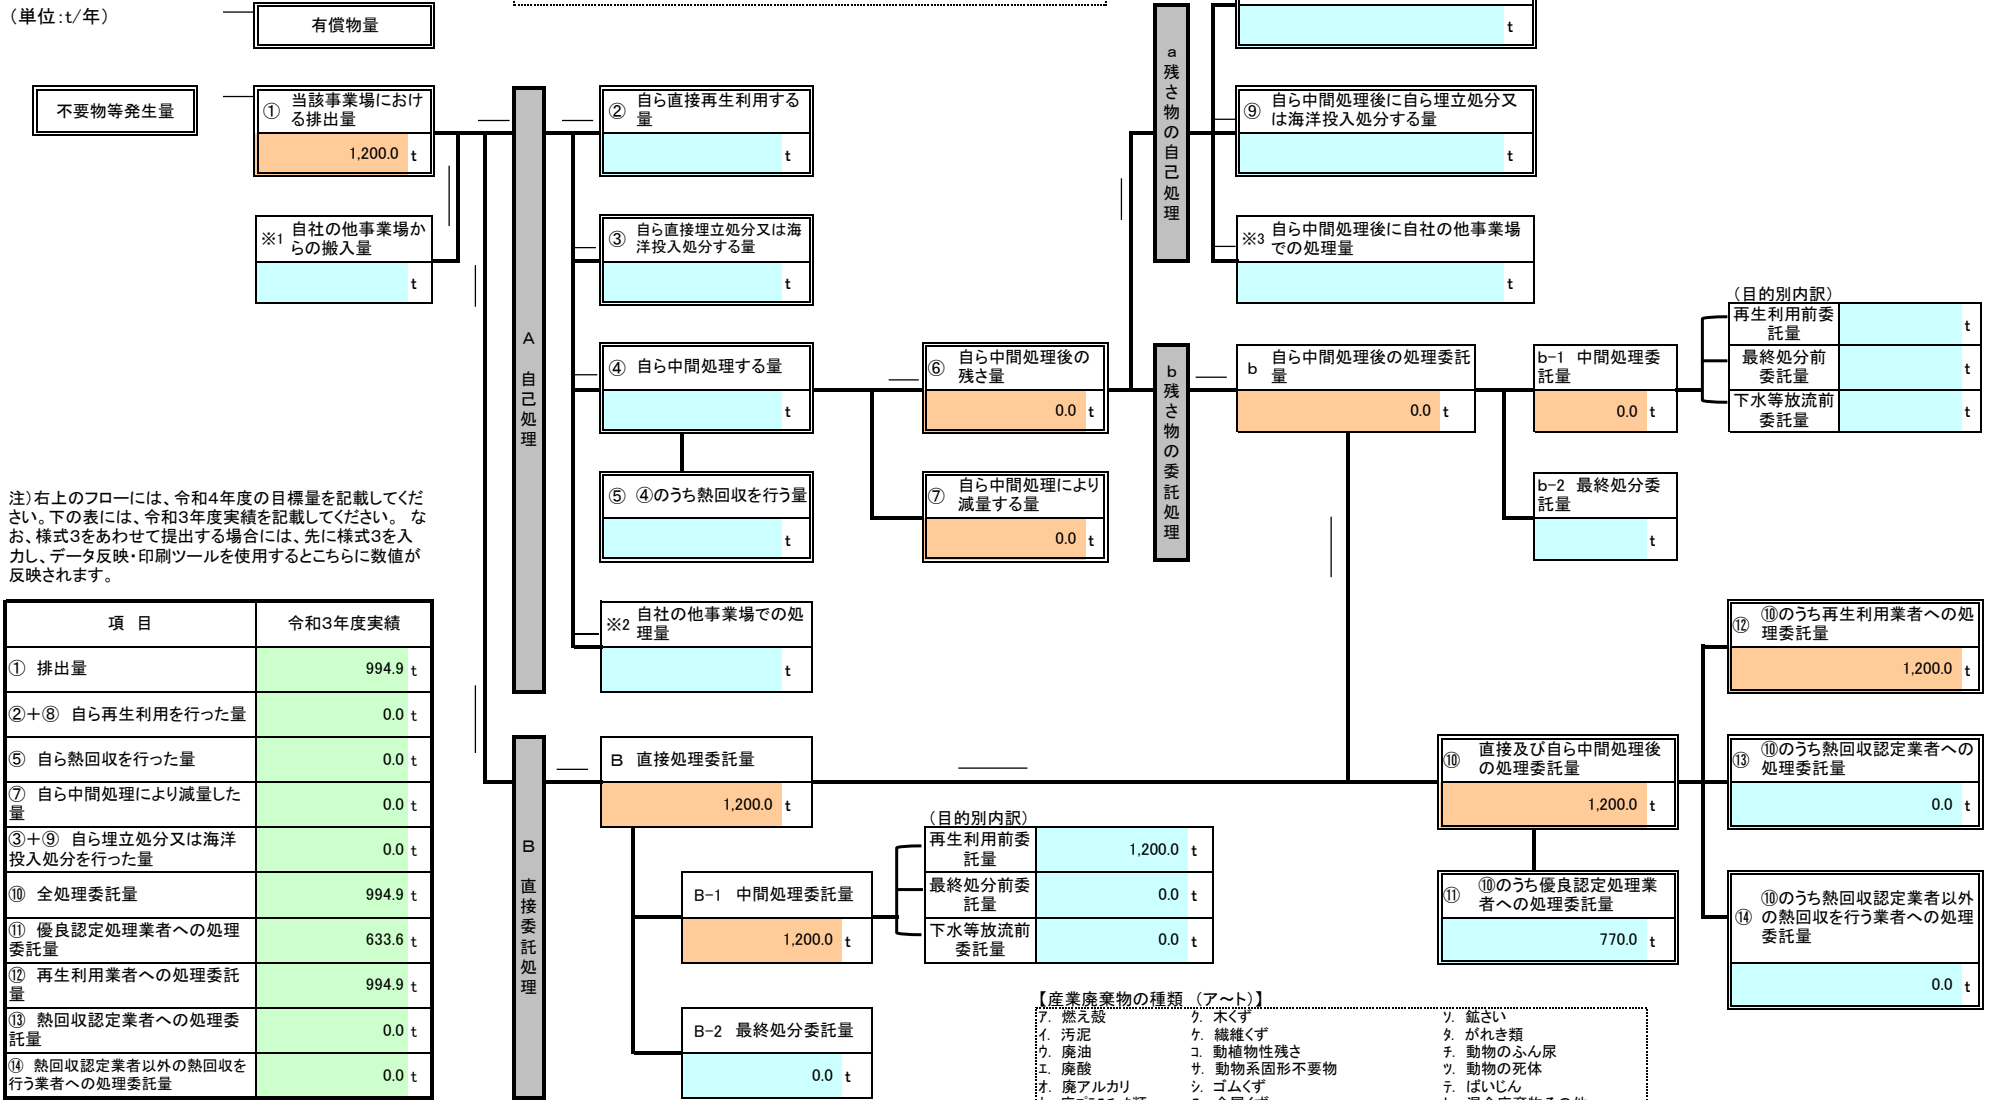 (単位:t/年)
有償物量
t
不要物等発生量
① 当該事業場におけ
る排出量
1,200.0 t
※1 自社の他事業場か
らの搬入量
t
A 自己処理
② 自ら直接再生利用する
量
t
③ 自ら直接埋立処分又は海
洋投入処分する量
t
④ 自ら中間処理する量
t
⑤ ④のうち熱回収を行う量
t
※2 自社の他事業場での処
理量
t
⑥ 自ら中間処理後の
残さ量
0.0 t
⑦ 自ら中間処理により
減量する量
0.0 t
a 残さ物の自己処理
⑨ 自ら中間処理後に自ら埋立処分又
は海洋投入処分する量
t
※3 自ら中間処理後に自社の他事業場
での処理量
t
b 残さ物の委託処理
b 自ら中間処理後の処理委託
量
0.0 t
b-1 中間処理委
託量
0.0 t
b-2 最終処分委
託量
t
(目的別内訳)
再生利用前委
託量
t
最終処分前
委託量
t
下水等放流前
委託量
t
注)右上のフローには、令和4年度の目標量を記載してくだ
さい。下の表には、令和3年度実績を記載してください。 な
お、様式3をあわせて提出する場合には、先に様式3を入
力し、データ反映・印刷ツールを使用するとこちらに数値が
反映されます。
項 目 令和3年度実績
① 排出量 994.9 t
②+⑧ 自ら再生利用を行った量 0.0 t
⑤ 自ら熱回収を行った量 0.0 t
⑦ 自ら中間処理により減量した
量 0.0 t
③+⑨ 自ら埋立処分又は海洋
投入処分を行った量 0.0 t
⑩ 全処理委託量 994.9 t
⑪ 優良認定処理業者への処理
委託量 633.6 t
⑫ 再生利用業者への処理委託
量 994.9 t
⑬ 熱回収認定業者への処理委
託量 0.0 t
⑭ 熱回収認定業者以外の熱回収を
行う業者への処理委託量 0.0 t
B 直接委託処理
B 直接処理委託量
1,200.0 t
B-1 中間処理委託量
1,200.0 t
B-2 最終処分委託量
0.0 t
(目的別内訳)
再生利用前委
託量
1,200.0 t
最終処分前委
託量
0.0 t
下水等放流前
委託量
0.0 t
⑩ 直接及び自ら中間処理後
の処理委託量
1,200.0 t
⑪ ⑩のうち優良認定処理業
者への処理委託量
770.0 t
⑫ ⑩のうち再生利用業者への処
理委託量
1,200.0 t
⑬ ⑩のうち熱回収認定業者への
処理委託量
0.0 t
⑭ ⑩のうち熱回収認定業者以外
の熱回収を行う業者への処理
委託量
0.0 t
【産業廃棄物の種類 (ア~ト)】
ア. 燃え殻 ク. 木くず ソ. 鉱さい
イ. 汚泥 ケ. 繊維くず タ. がれき類
ウ. 廃油 コ. 動植物性残さ チ. 動物のふん尿
エ. 廃酸 サ. 動物系固形不要物 ツ. 動物の死体
オ. 廃アルカリ シ. ゴムくず テ. ばいじん